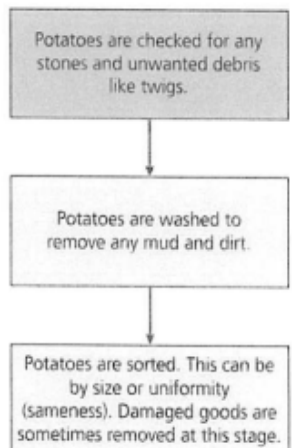 Potatoes are checked for any
stones and unwanted debris
like twigs.
Potatoes are washed to
remove any mud and dirt.
Potatoes are sorted. This can be
by size or uniformity
(sameness). Damaged goods are
sometimes removed at this stage.